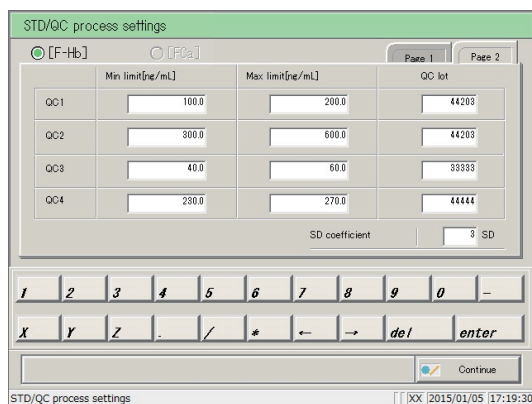 STD/QC process settings
[F-Hb] [FCa] Page 1 Page 2
Min limit[ng/mL] Max limit[ng/mL] QC lot
QC1 100.0 200.0 44203
QC2 300.0 600.0 44203
QC3 40.0 60.0 33333
QC4 230.0 270.0 44444
SD coefficient 3 SD
1 2 3 4 5 6 7 8 9 0 -
X Y Z . / * ← → del enter
Continue
STD/QC process settings XX 2015/01/05 17:19:30